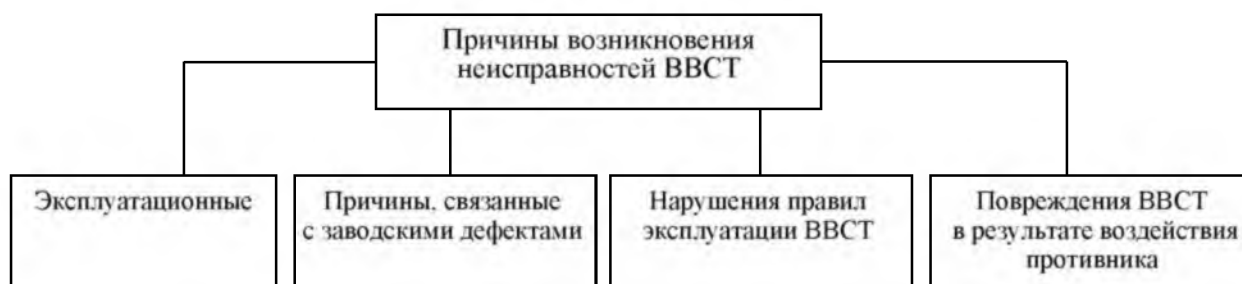 Причины возникновения
неисправностей ВВСТ
Эксплуатационные
Причины, связанные
с заводскими дефектами
Нарушения правил
эксплуатации ВВСТ
Повреждения ВВСТ
в результате воздействия
противника